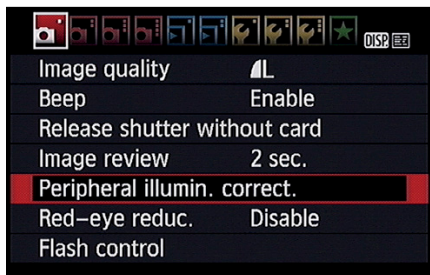 DISP.
Image quality L
Beep Enable
Release shutter without card
Image review 2 sec.
Peripheral illumin. correct.
Red-eye reduc. Disable
Flash control